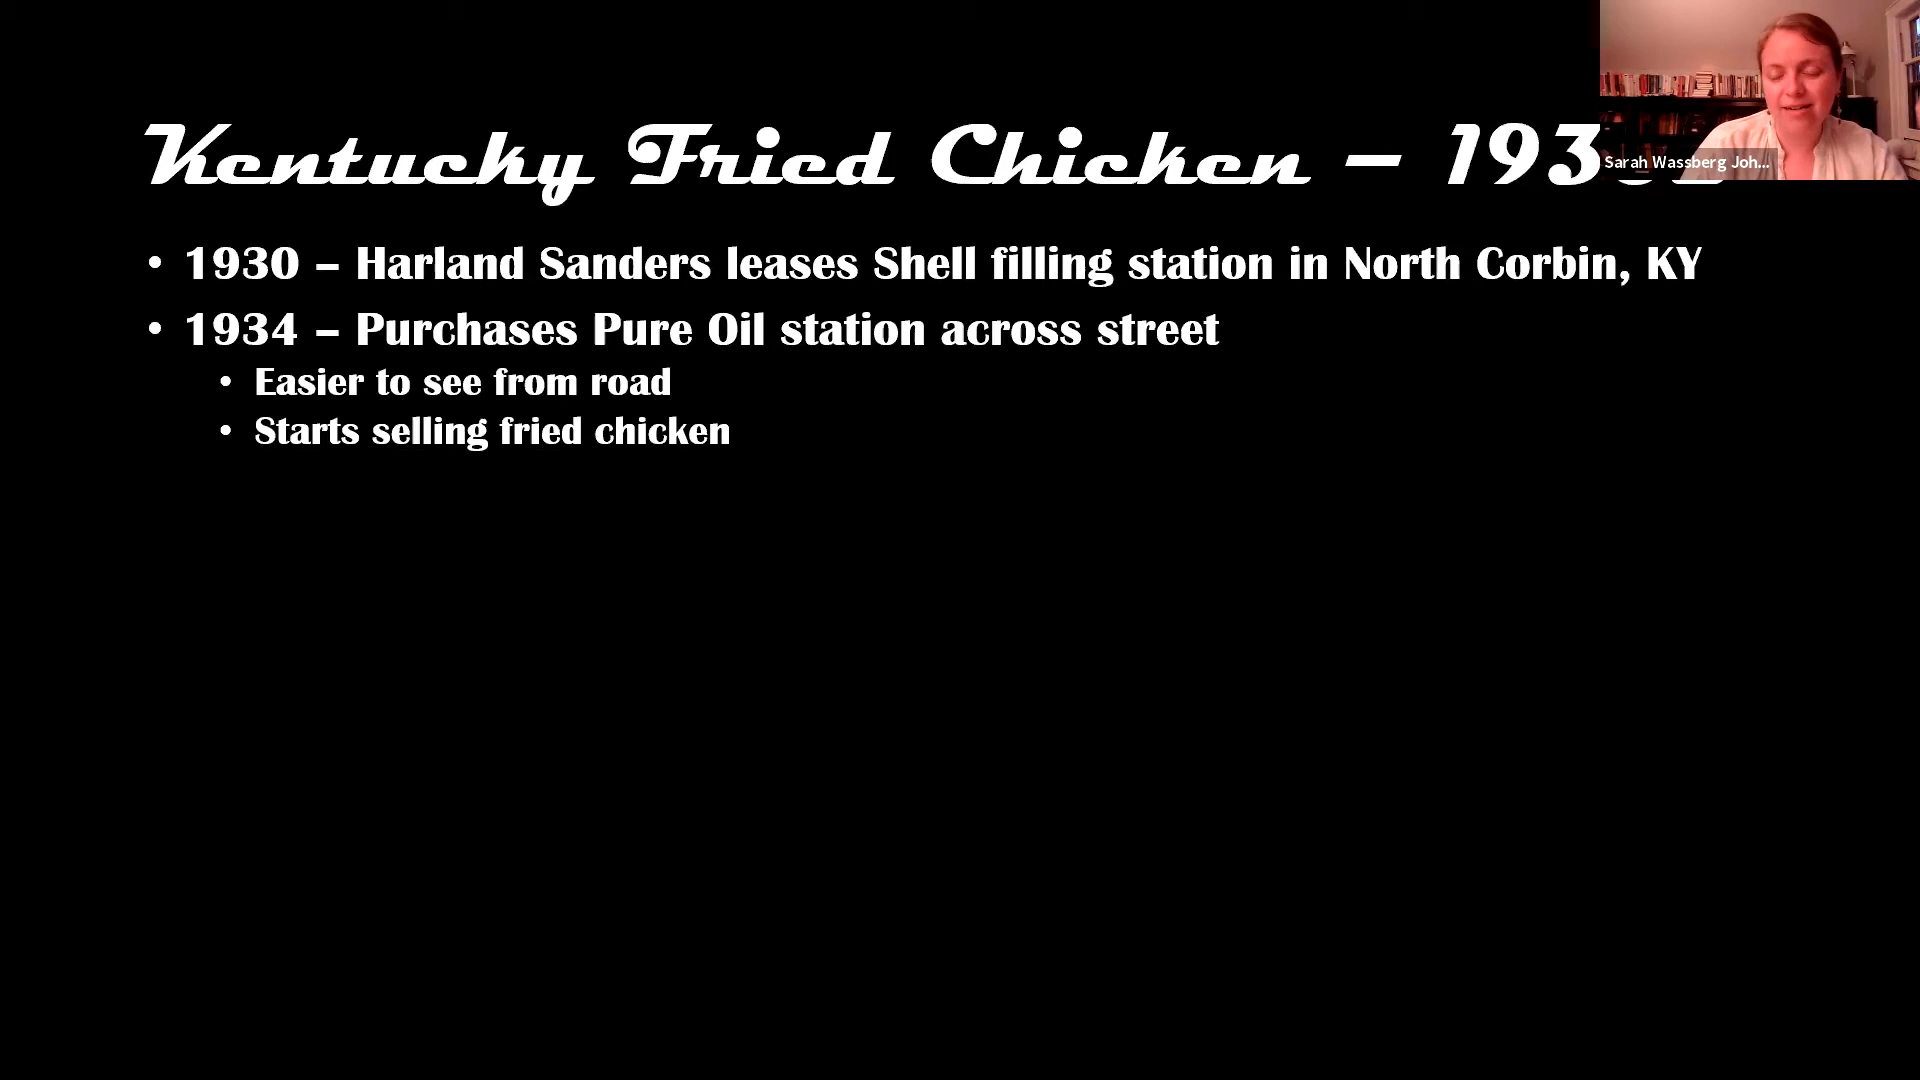 Kentucky Fried Chicken – 193
Sarah Wassberg Joh...
• 1930 – Harland Sanders leases Shell filling station in North Corbin, KY
• 1934 – Purchases Pure Oil station across street
• Easier to see from road
• Starts selling fried chicken